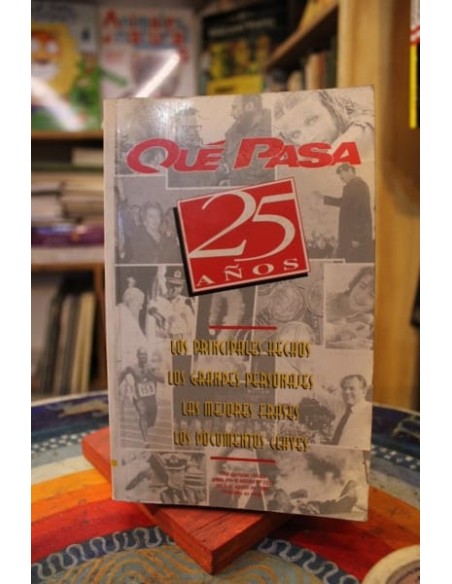 QUÉ PASA
25
AÑOS
LOS PRINCIPALES HECHOS
LOS GRANDES PERSONAJES
LAS MEJORES FRASES
LOS DOCUMENTOS CLAVES